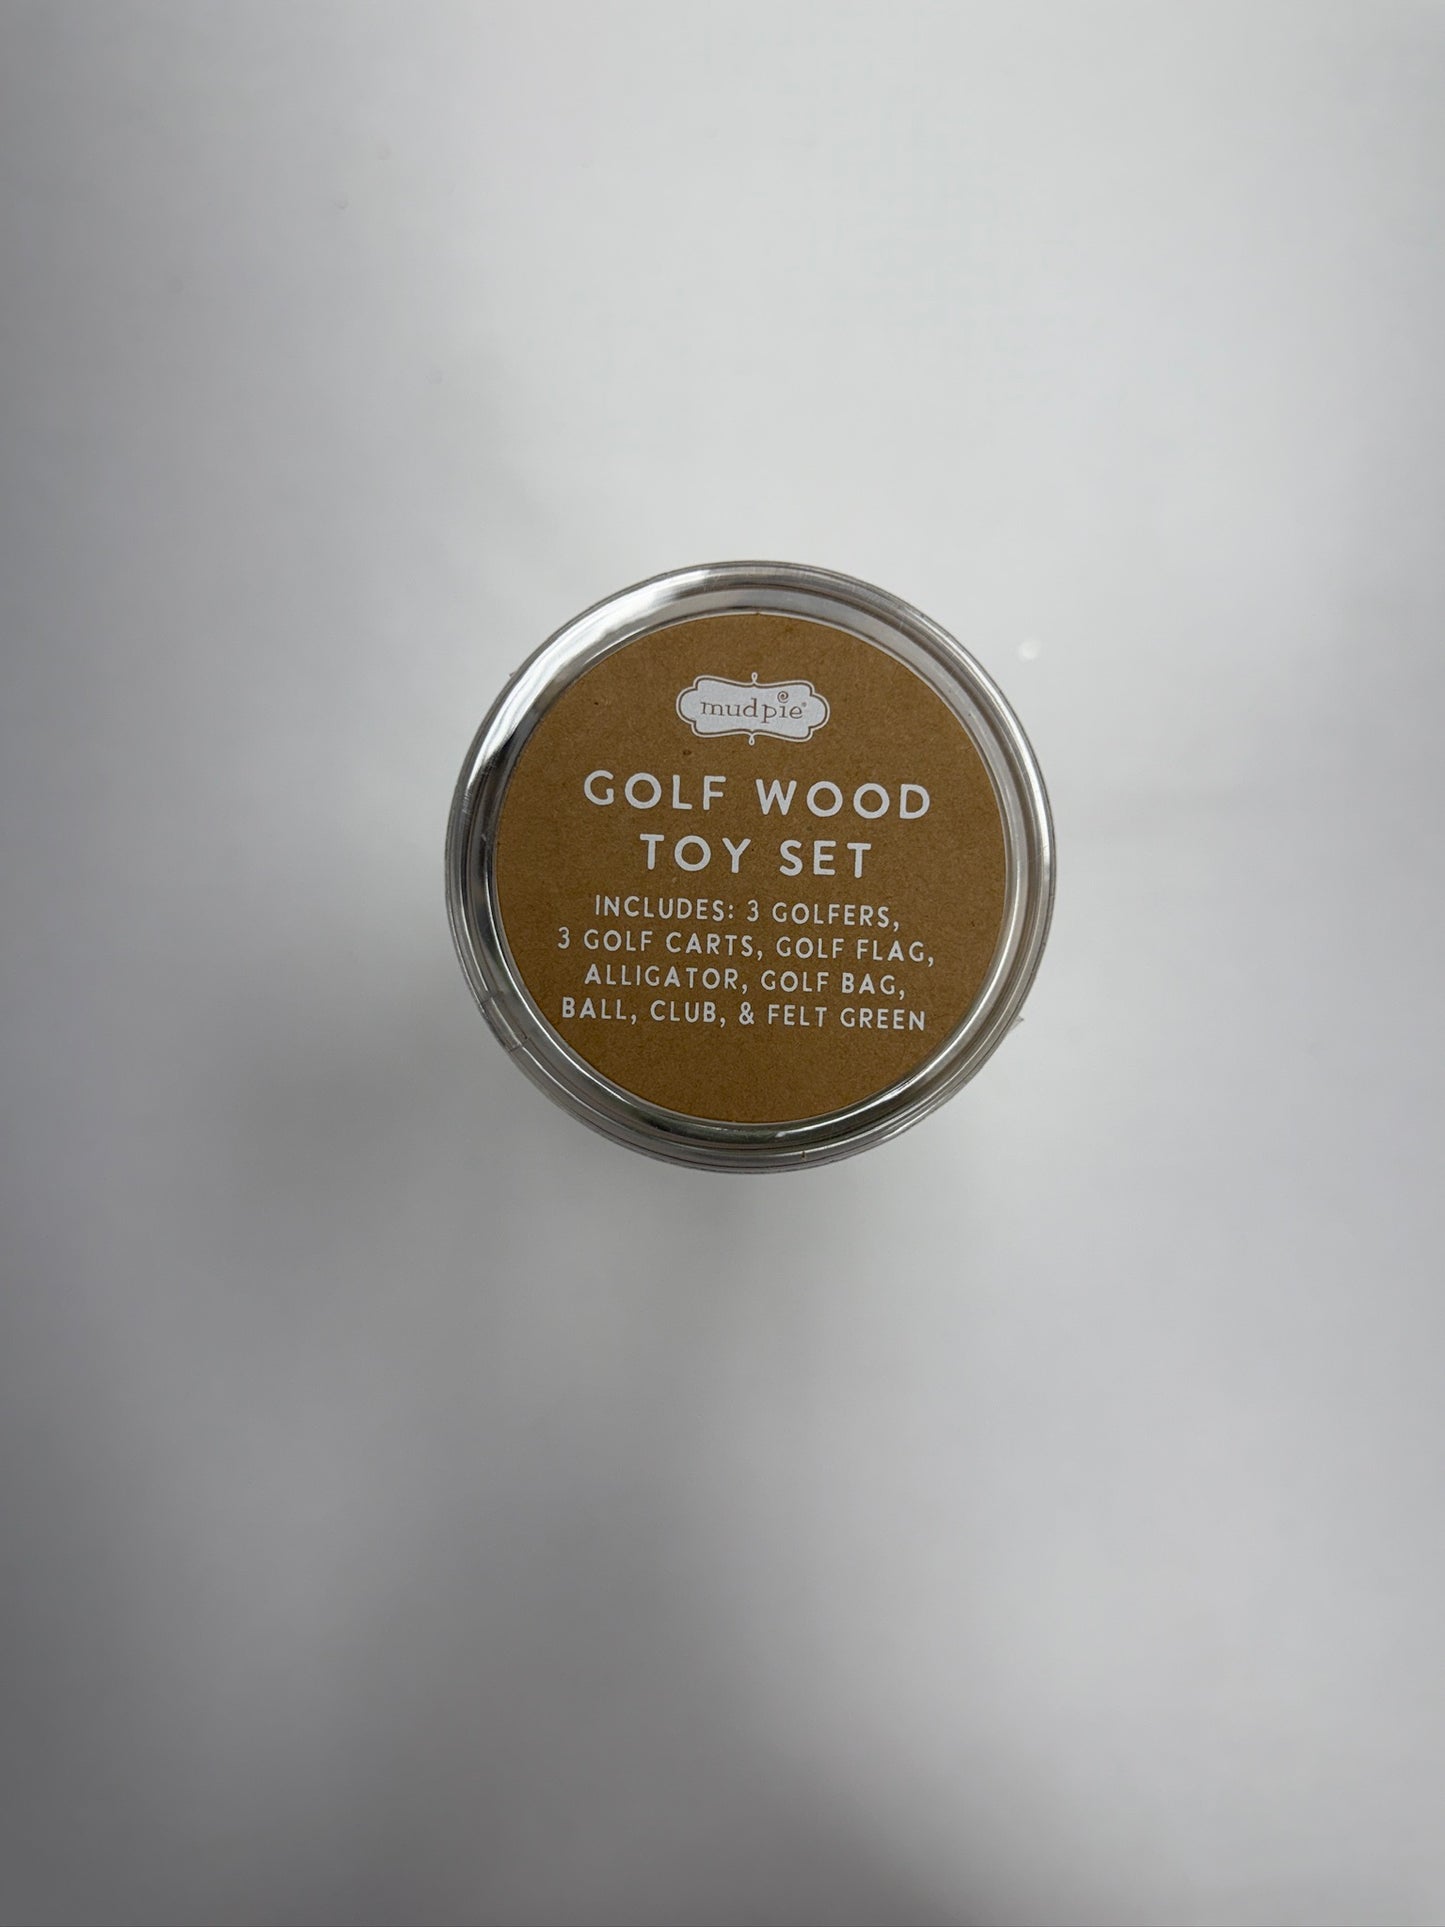 mudpie®
GOLF WOOD
TOY SET
INCLUDES: 3 GOLFERS,
3 GOLF CARTS, GOLF FLAG,
ALLIGATOR, GOLF BAG,
BALL, CLUB, & FELT GREEN